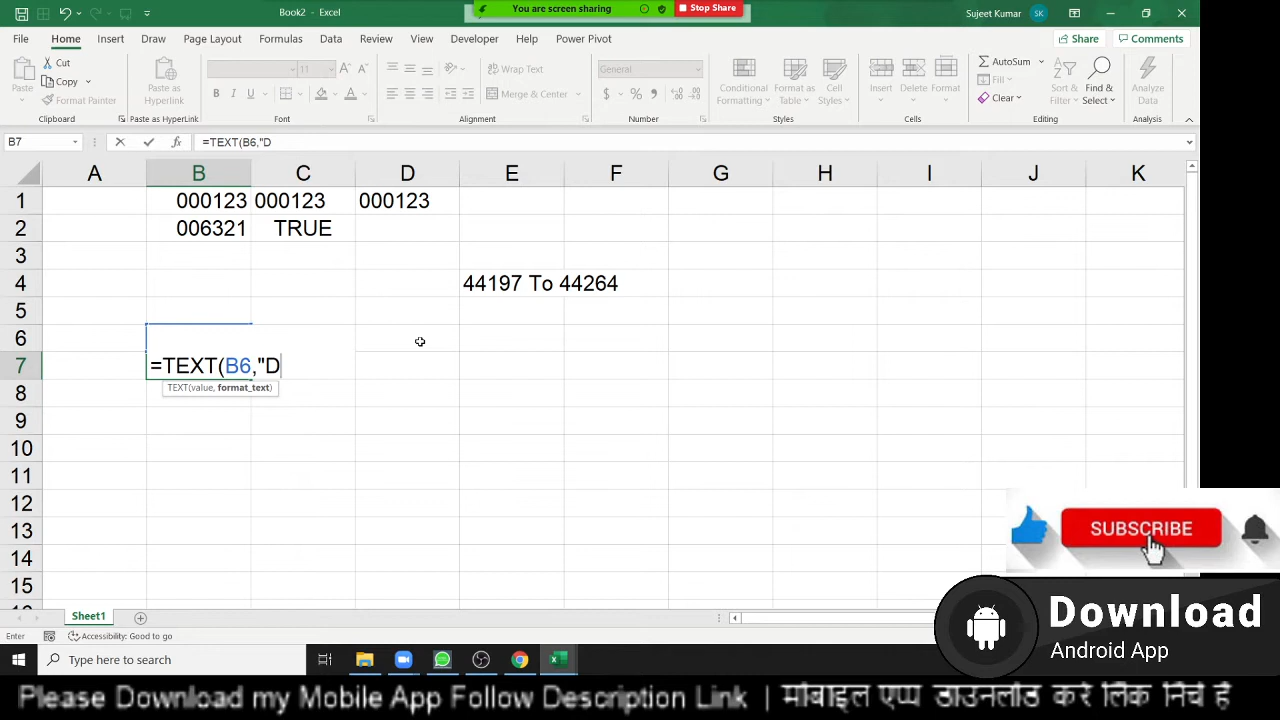 Book2 - Excel
You are screen sharing
Stop Share
Sujeet Kumar
SK
File
Home
Insert
Draw
Page Layout
Formulas
Data
Review
View
Developer
Help
Power Pivot
Share
Comments
Paste
Cut
Copy
Format Painter
Clipboard
Paste as Hyperlink
Paste as Hyperlink
11
B I U
Font
Wrap Text
Merge & Center
Alignment
General
$ % ,
Number
Conditional Formatting
Format as Table
Cell Styles
Styles
Insert
Delete
Format
Cells
AutoSum
Fill
Clear
Sort & Filter
Find & Select
Editing
Analyze Data
Analysis
B7
fx
=TEXT(B6,"D
A B C D E F G H I J K
1 000123 000123 000123
2 006321 TRUE
3
4 44197 To 44264
5
6
7 =TEXT(B6,"D
TEXT(value, format_text)
8
9
10
11
12
13
14
15
SUBSCRIBE
Download
Android App
Sheet1
Enter
Accessibility: Good to go
Type here to search
Please Download my Mobile App Follow Description Link | मोबाइल एप्प डाउनलोड करे लिंक निचे है